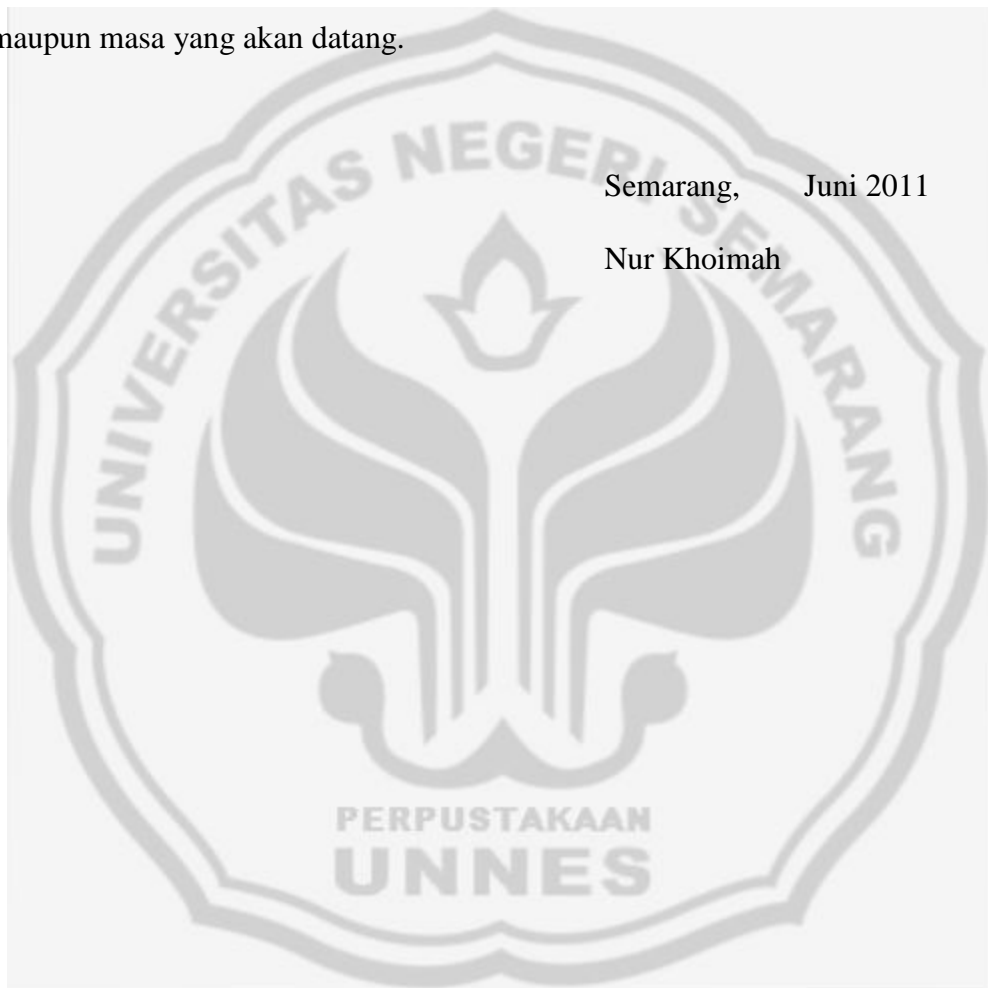 maupun masa yang akan datang.
UNIVERSITAS NEGERI SEMARANG
Semarang, Juni 2011
Nur Khoimah
PERPUSTAKAAN
UNNES